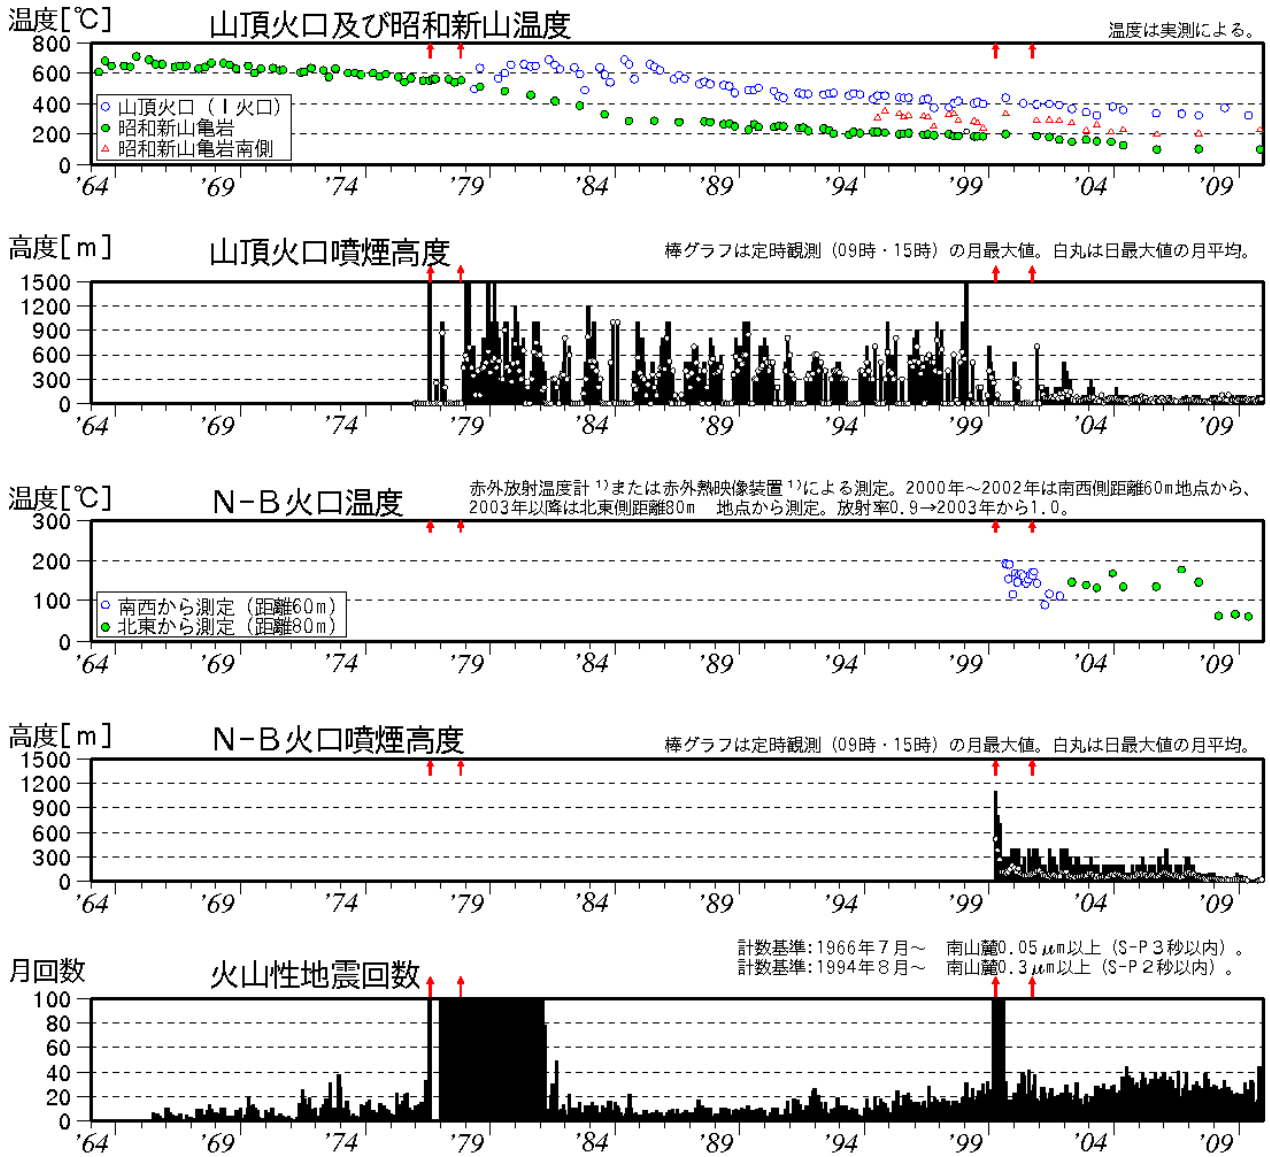 温度[℃]
山頂火口及び昭和新山温度
温度は実測による。
800
600
400
200
0
山頂火口（Ｉ火口）
昭和新山亀岩
昭和新山亀岩南側
'64 '69 '74 '79 '84 '89 '94 '99 '04 '09
高度[ｍ]
山頂火口噴煙高度
棒グラフは定時観測（09時・15時）の月最大値。白丸は日最大値の月平均。
1500
1200
900
600
300
0
'64 '69 '74 '79 '84 '89 '94 '99 '04 '09
温度[℃]
Ｎ−Ｂ火口温度
赤外放射温度計 1)または赤外熱映像装置 1)による測定。2000年〜2002年は南西側距離60m地点から、
2003年以降は北東側距離80m　地点から測定。放射率0.9→2003年から1.0。
300
200
100
0
南西から測定（距離60m）
北東から測定（距離80m）
'64 '69 '74 '79 '84 '89 '94 '99 '04 '09
高度[ｍ]
Ｎ−Ｂ火口噴煙高度
棒グラフは定時観測（09時・15時）の月最大値。白丸は日最大値の月平均。
1500
1200
900
600
300
0
'64 '69 '74 '79 '84 '89 '94 '99 '04 '09
月回数
火山性地震回数
計数基準:1966年７月〜　南山麓0.05μm以上（S-P３秒以内）。
計数基準:1994年８月〜　南山麓0.3μm以上（S-P２秒以内）。
100
80
60
40
20
0
'64 '69 '74 '79 '84 '89 '94 '99 '04 '09